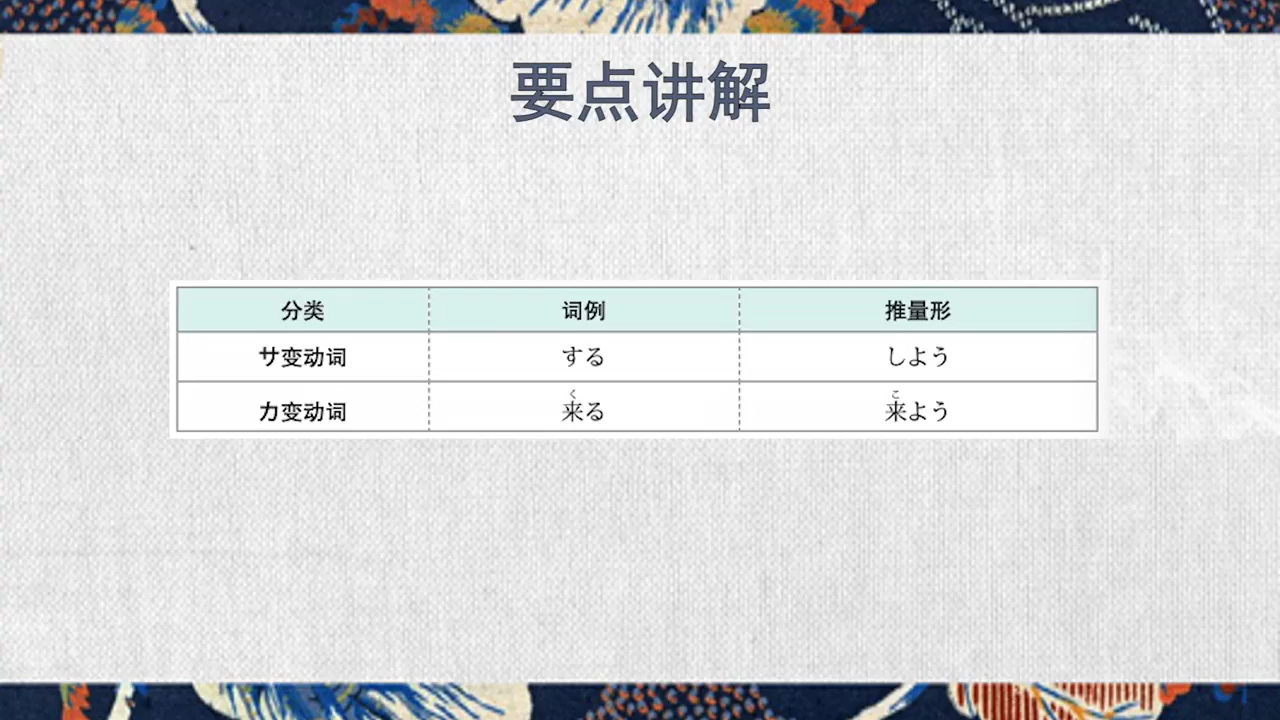 要点讲解
分类 词例 推量形
サ变动词 する しよう
く こ
カ变动词 来る 来よう